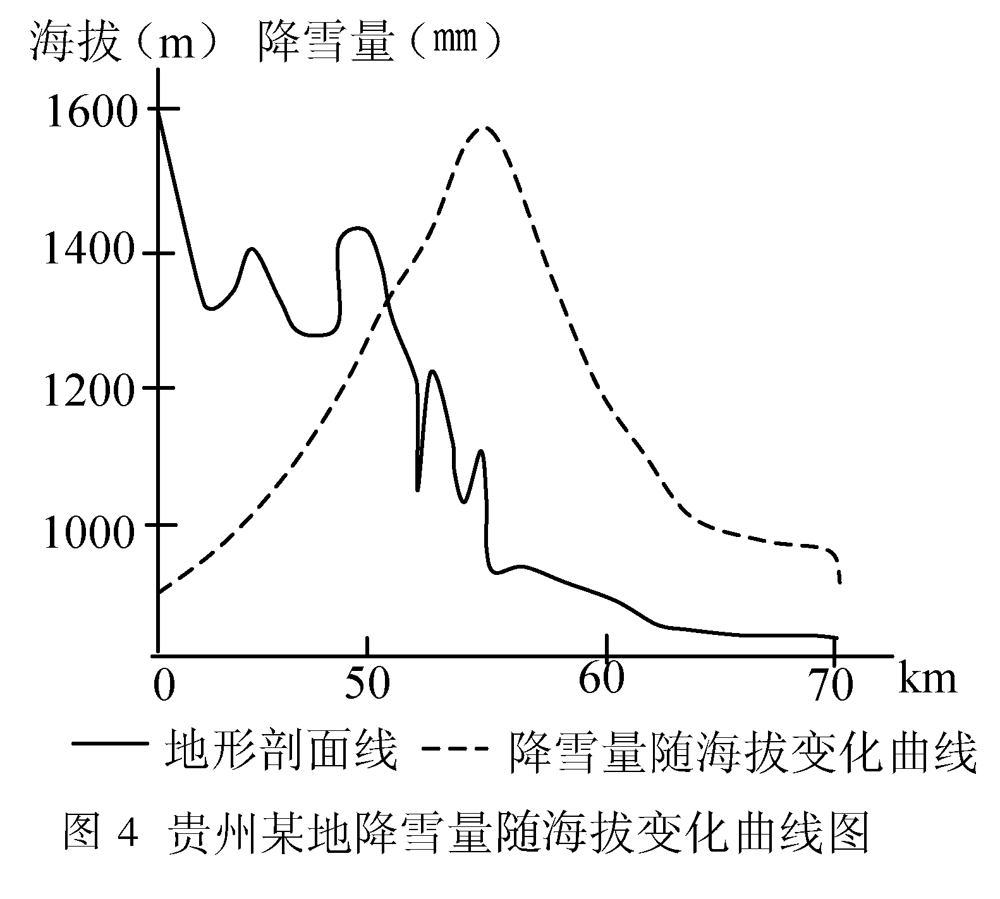 海拔（m） 降雪量（mm）
1600
1400
1200
1000
0 50 60 70 km
地形剖面线 降雪量随海拔变化曲线
图 4 贵州某地降雪量随海拔变化曲线图